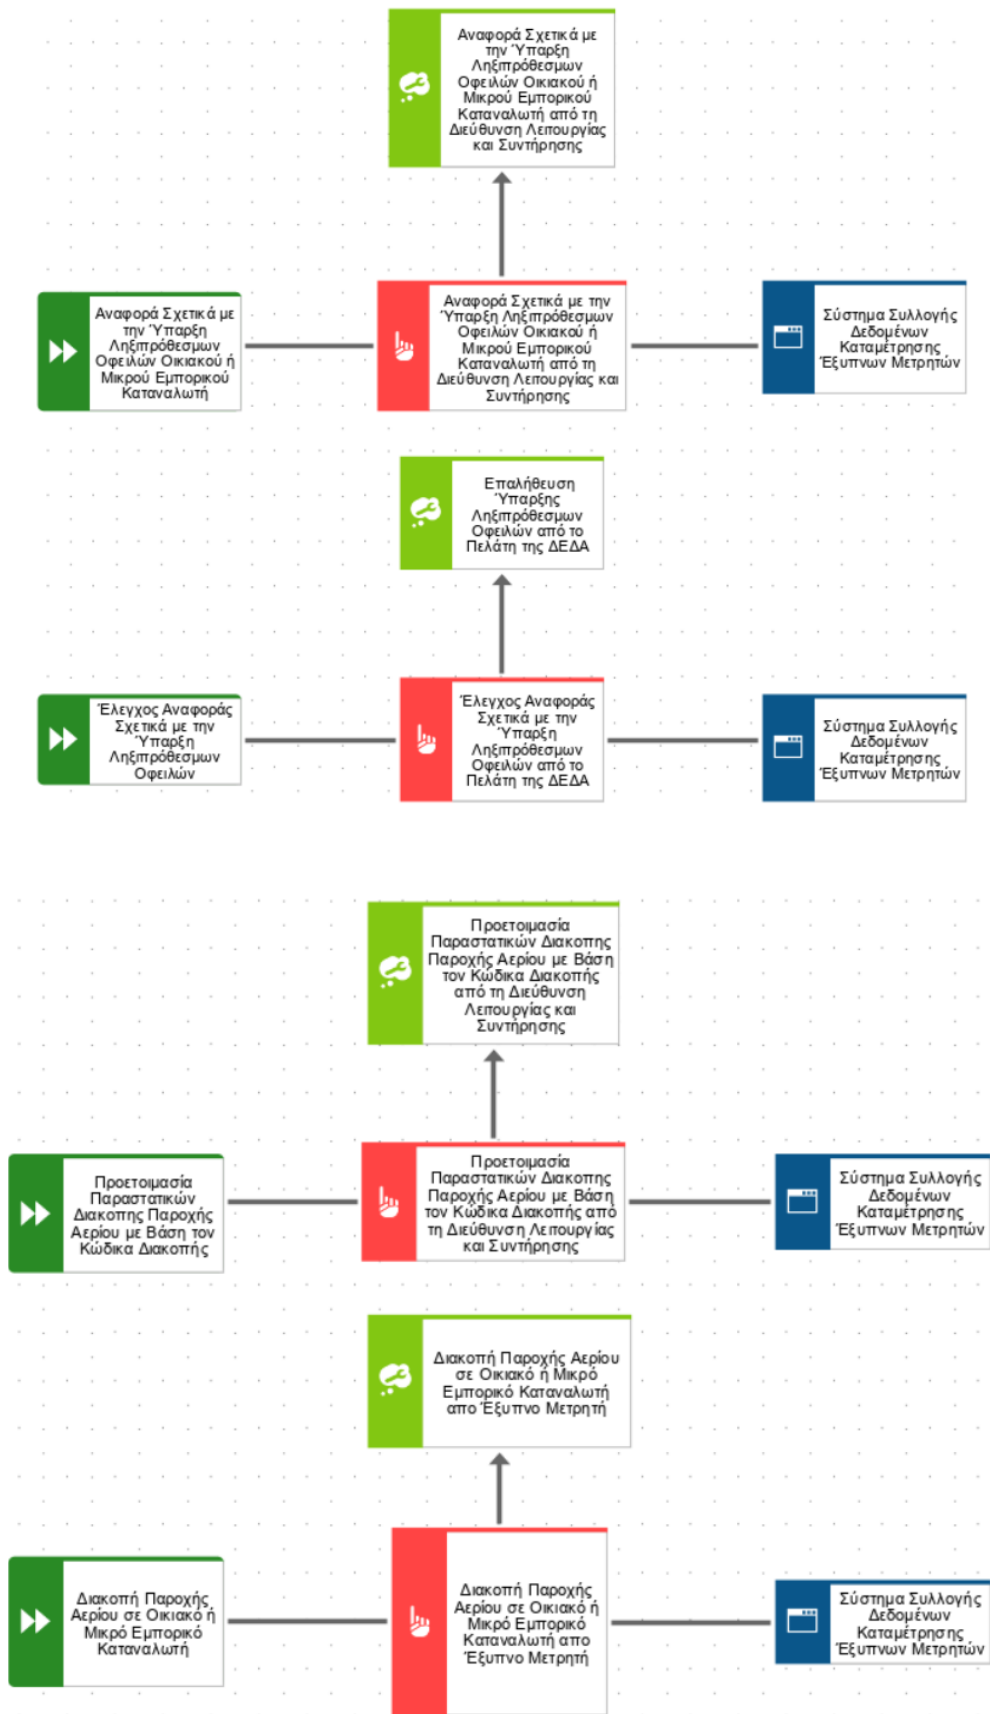 Αναφορά Σχετικά με
την Ύπαρξη
Ληξιπρόθεσμων
Οφειλών Οικιακού ή
Μικρού Εμπορικού
Καταναλωτή από τη
Διεύθυνση Λειτουργίας
και Συντήρησης
Αναφορά Σχετικά με
την Ύπαρξη
Ληξιπρόθεσμων
Οφειλών Οικιακού ή
Μικρού Εμπορικού
Καταναλωτή
Αναφορά Σχετικά με την
Ύπαρξη Ληξιπρόθεσμων
Οφειλών Οικιακού ή
Μικρού Εμπορικού
Καταναλωτή από τη
Διεύθυνση Λειτουργίας και
Συντήρησης
Σύστημα Συλλογής
Δεδομένων
Καταμέτρησης
Έξυπνων Μετρητών
Επαλήθευση
Ύπαρξης
Ληξιπρόθεσμων
Οφειλών από το
Πελάτη της ΔΕΔΑ
Έλεγχος Αναφοράς
Σχετικά με την
Ύπαρξη
Ληξιπρόθεσμων
Οφειλών
Έλεγχος Αναφοράς
Σχετικά με την
Ύπαρξη
Ληξιπρόθεσμων
Οφειλών από το
Πελάτη της ΔΕΔΑ
Σύστημα Συλλογής
Δεδομένων
Καταμέτρησης
Έξυπνων Μετρητών
Προετοιμασία
Παραστατικών Διακοπης
Παροχής Αερίου με Βάση
τον Κώδικα Διακοπής
από τη Διεύθυνση
Λειτουργίας και
Συντήρησης
Προετοιμασία
Παραστατικών
Διακοπης Παροχής
Αερίου με Βάση τον
Κώδικα Διακοπής
Προετοιμασία
Παραστατικών Διακοπης
Παροχής Αερίου με Βάση
τον Κώδικα Διακοπής από
τη Διεύθυνση Λειτουργίας
και Συντήρησης
Σύστημα Συλλογής
Δεδομένων
Καταμέτρησης
Έξυπνων Μετρητών
Διακοπή Παροχής Αερίου
σε Οικιακό ή Μικρό
Εμπορικό Καταναλωτή
απο Έξυπνο Μετρητή
Διακοπή Παροχής
Αερίου σε Οικιακό ή
Μικρό Εμπορικό
Καταναλωτή
Διακοπή Παροχής
Αερίου σε Οικιακό ή
Μικρό Εμπορικό
Καταναλωτή απο
Έξυπνο Μετρητή
Σύστημα Συλλογής
Δεδομένων
Καταμέτρησης
Έξυπνων Μετρητών